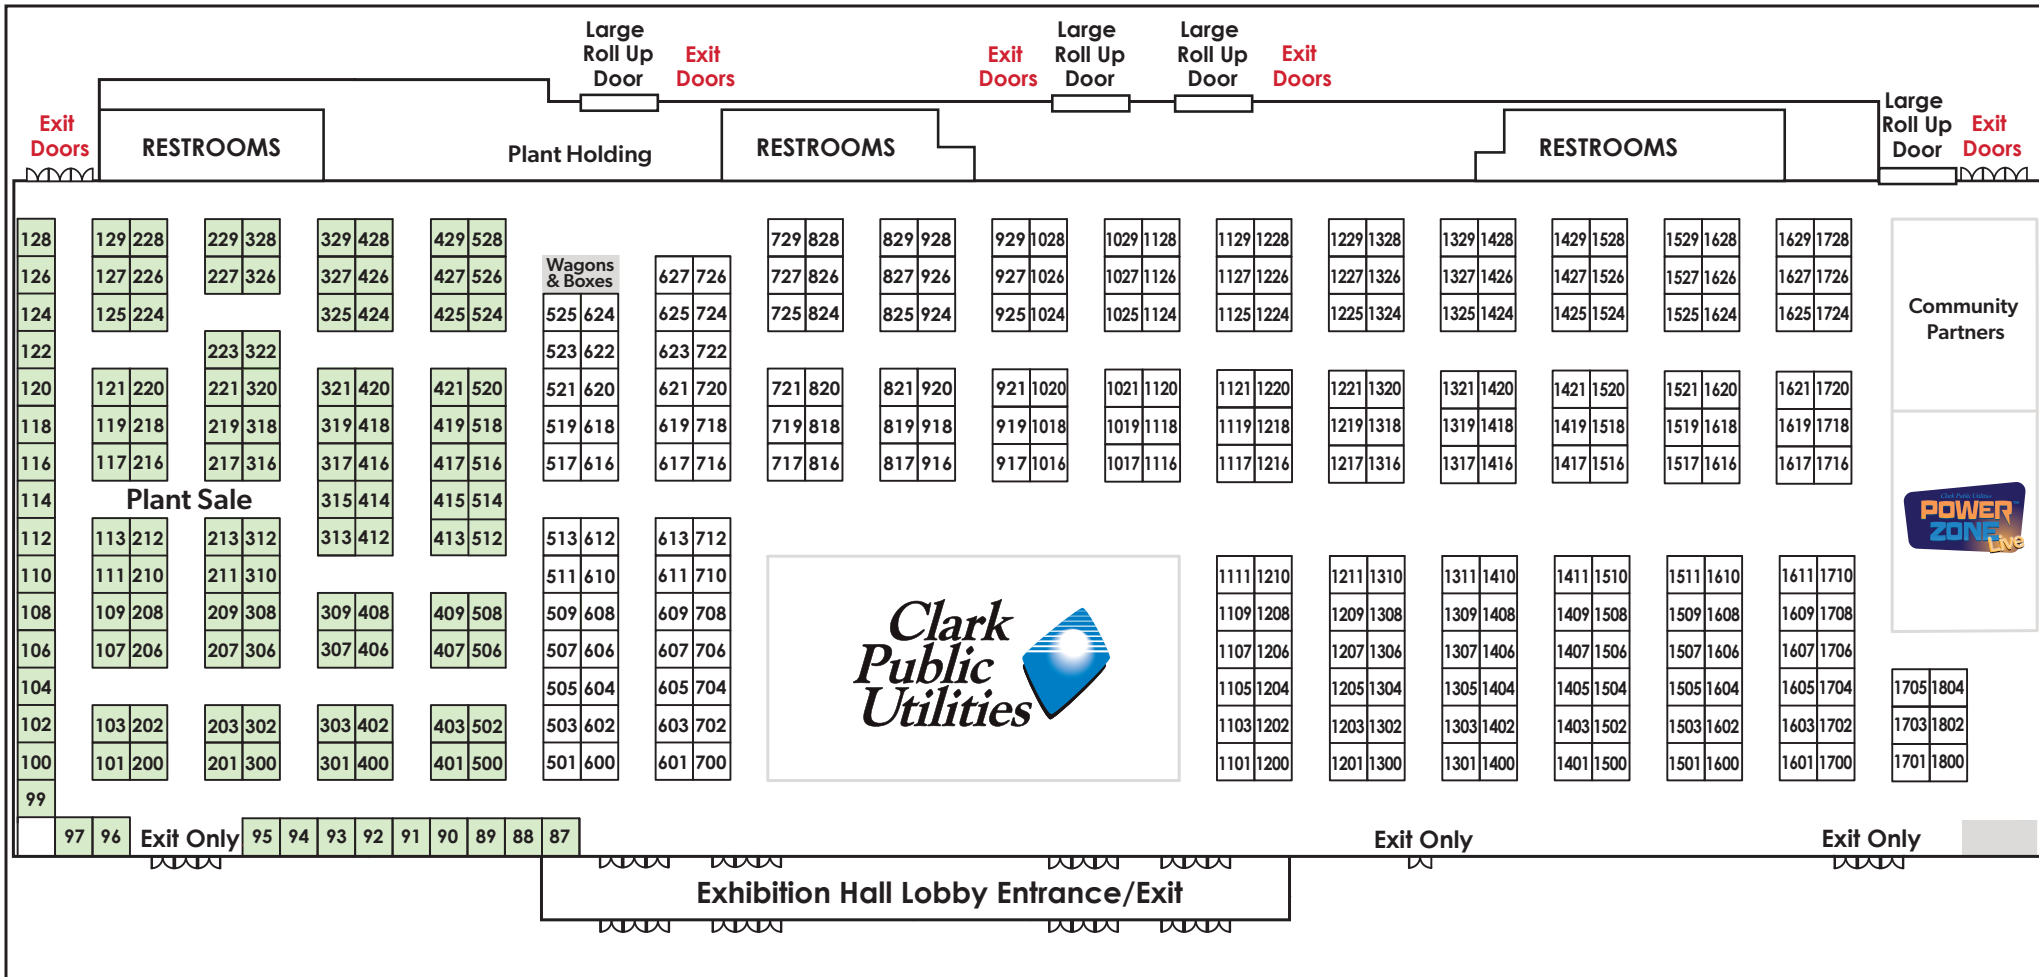 Large
Roll Up
Door
Exit
Doors
Exit
Doors
Large
Roll Up
Door
Large
Roll Up
Door
Exit
Doors
Exit
Doors
RESTROOMS
Plant Holding
RESTROOMS
RESTROOMS
Large
Roll Up
Door
Exit
Doors
128 129 228 229 328 329 428 429 528 729 828 829 928 929 1028 1029 1128 1129 1228 1229 1328 1329 1428 1429 1528 1529 1628 1629 1728
126 127 226 227 326 327 426 427 526 Wagons & Boxes 627 726 727 826 827 926 927 1026 1027 1126 1127 1226 1227 1326 1327 1426 1427 1526 1527 1626 1627 1726
124 125 224 325 424 425 524 525 624 625 724 725 824 825 924 925 1024 1025 1124 1125 1224 1225 1324 1325 1424 1425 1524 1525 1624 1625 1724
Community
Partners
122 223 322 523 622 623 722
120 121 220 221 320 321 420 421 520 521 620 621 720 721 820 821 920 921 1020 1021 1120 1121 1220 1221 1320 1321 1420 1421 1520 1521 1620 1621 1720
118 119 218 219 318 319 418 419 518 519 618 619 718 719 818 819 918 919 1018 1019 1118 1119 1218 1219 1318 1319 1418 1419 1518 1519 1618 1619 1718
116 117 216 217 316 317 416 417 516 517 616 617 716 717 816 817 916 917 1016 1017 1116 1117 1216 1217 1316 1317 1416 1417 1516 1517 1616 1617 1716
114 Plant Sale 315 414 415 514
Clark Public Utilities
POWER
ZONE
Live
112 113 212 213 312 313 412 413 512 513 612 613 712
110 111 210 211 310 511 610 611 710 1111 1210 1211 1310 1311 1410 1411 1510 1511 1610 1611 1710
108 109 208 209 308 309 408 409 508 509 608 609 708 1109 1208 1209 1308 1309 1408 1409 1508 1509 1608 1609 1708
106 107 206 207 306 307 406 407 506 507 606 607 706 1107 1206 1207 1306 1307 1406 1407 1506 1507 1606 1607 1706
Clark
Public
Utilities
104 505 604 605 704 1105 1204 1205 1304 1305 1404 1405 1504 1505 1604 1605 1704 1705 1804
102 103 202 203 302 303 402 403 502 503 602 603 702 1103 1202 1203 1302 1303 1402 1403 1502 1503 1602 1603 1702 1703 1802
100 101 200 201 300 301 400 401 500 501 600 601 700 1101 1200 1201 1300 1301 1400 1401 1500 1501 1600 1601 1700 1701 1800
99
97 96 Exit Only 95 94 93 92 91 90 89 88 87 Exit Only Exit Only
Exhibition Hall Lobby Entrance/Exit